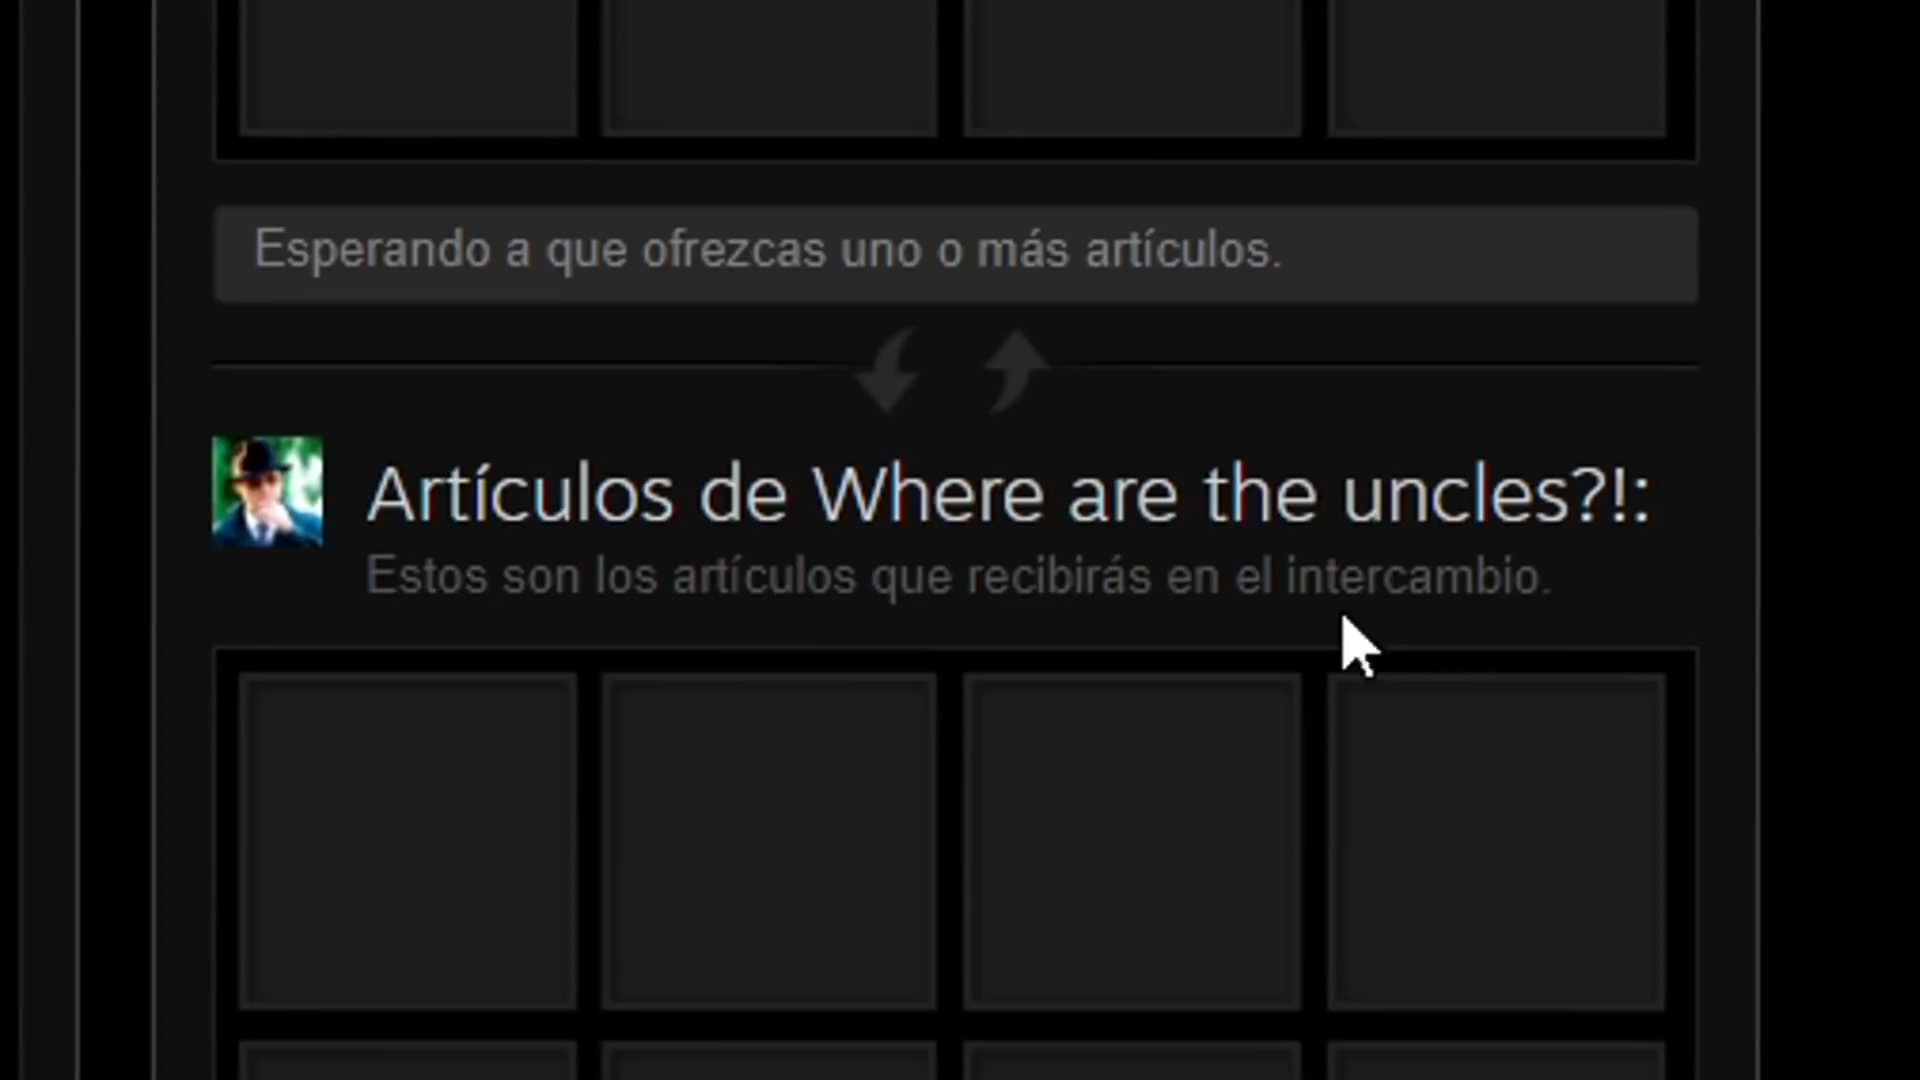 Esperando a que ofrezcas uno o más artículos.
Artículos de Where are the uncles?!:
Estos son los artículos que recibirás en el intercambio.